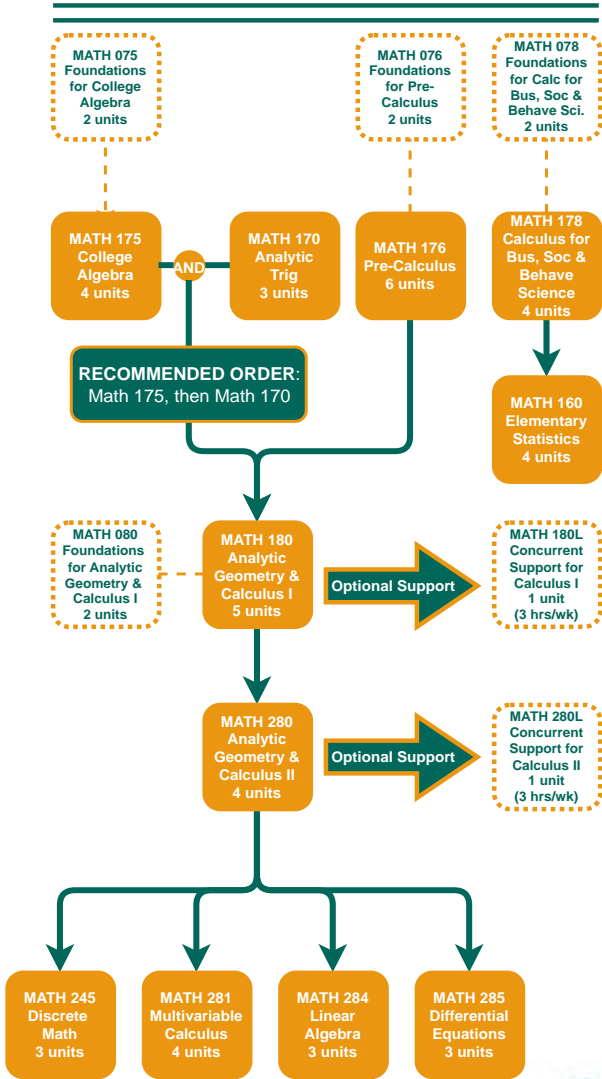 MATH 075
Foundations
for College
Algebra
2 units
MATH 076
Foundations
for Pre-
Calculus
2 units
MATH 078
Foundations
for Calc for
Bus, Soc &
Behave Sci.
2 units
MATH 175
College
Algebra
4 units
AND
MATH 170
Analytic
Trig
3 units
MATH 176
Pre-Calculus
6 units
MATH 178
Calculus for
Bus, Soc &
Behave
Science
4 units
RECOMMENDED ORDER:
Math 175, then Math 170
MATH 160
Elementary
Statistics
4 units
MATH 080
Foundations
for Analytic
Geometry &
Calculus I
2 units
MATH 180
Analytic
Geometry &
Calculus I
5 units
Optional Support
MATH 180L
Concurrent
Support for
Calculus I
1 unit
(3 hrs/wk)
MATH 280
Analytic
Geometry &
Calculus II
4 units
Optional Support
MATH 280L
Concurrent
Support for
Calculus II
1 unit
(3 hrs/wk)
MATH 245
Discrete
Math
3 units
MATH 281
Multivariable
Calculus
4 units
MATH 284
Linear
Algebra
3 units
MATH 285
Differential
Equations
3 units